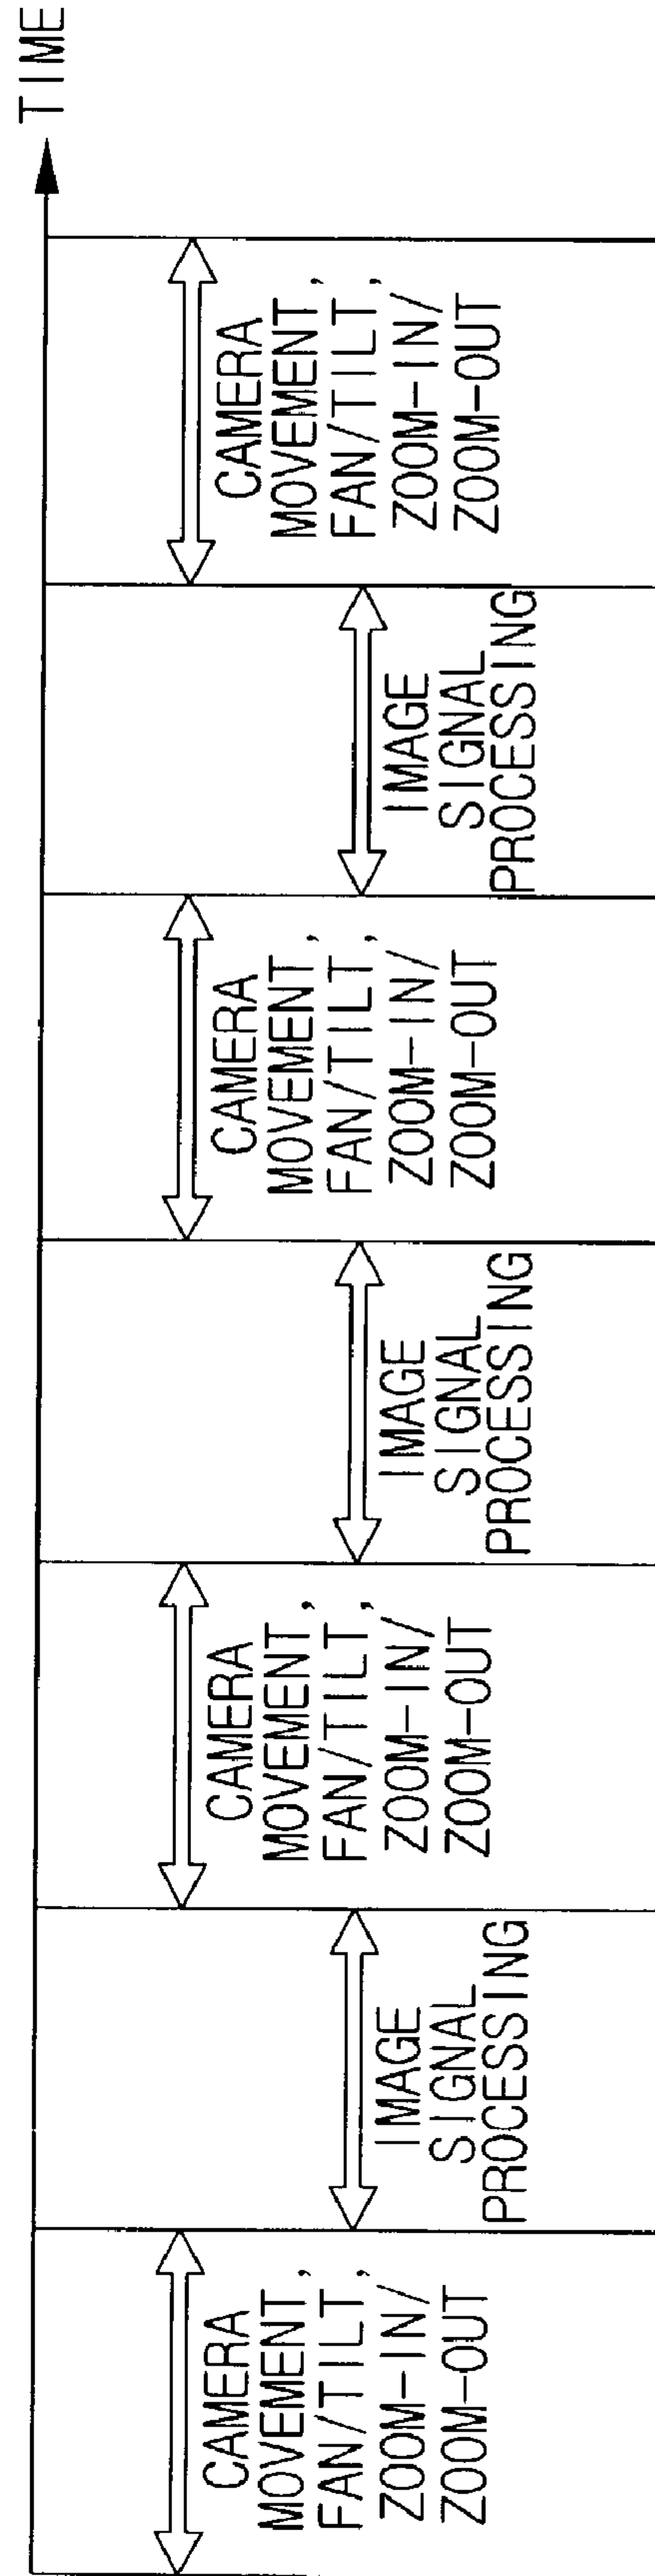 TIME
CAMERA
MOVEMENT,
FAN/TILT,
ZOOM-IN/
ZOOM-OUT
IMAGE
SIGNAL
PROCESSING
CAMERA
MOVEMENT,
FAN/TILT,
ZOOM-IN/
ZOOM-OUT
IMAGE
SIGNAL
PROCESSING
CAMERA
MOVEMENT,
FAN/TILT,
ZOOM-IN/
ZOOM-OUT
IMAGE
SIGNAL
PROCESSING
CAMERA
MOVEMENT,
FAN/TILT,
ZOOM-IN/
ZOOM-OUT